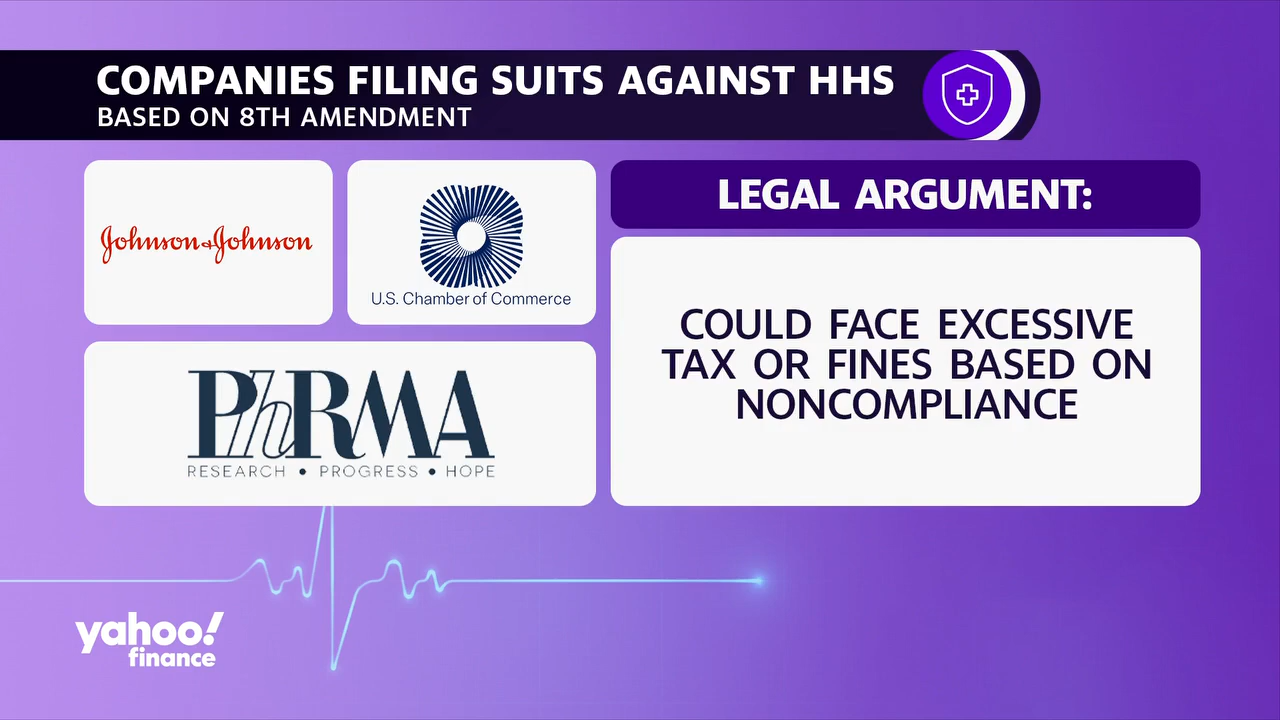 COMPANIES FILING SUITS AGAINST HHS
BASED ON 8TH AMENDMENT
Johnson&Johnson
U.S. Chamber of Commerce
PhRMA
RESEARCH • PROGRESS • HOPE
LEGAL ARGUMENT:
COULD FACE EXCESSIVE
TAX OR FINES BASED ON
NONCOMPLIANCE
yahoo!
finance